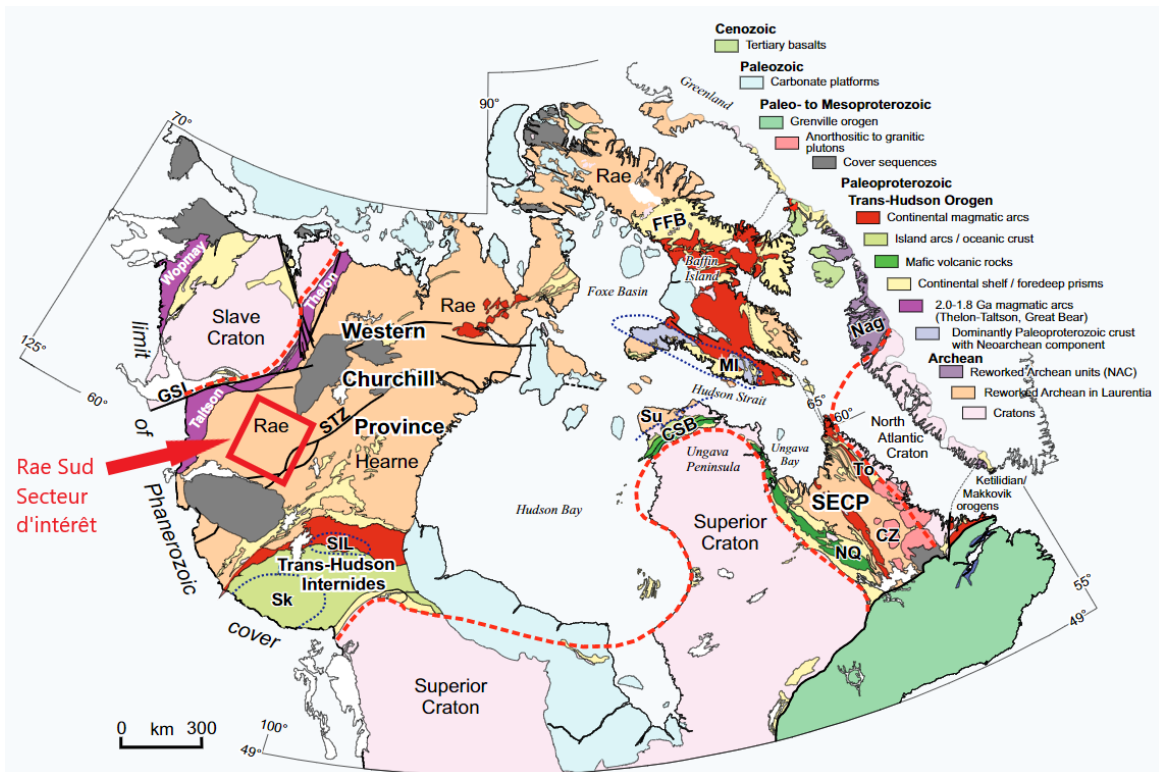 Cenozoic
Tertiary basalts
Paleozoic
Carbonate platforms
Paleo- to Mesoproterozoic
Grenville orogen
Anorthositic to granitic
plutons
Cover sequences
Paleoproterozoic
Trans-Hudson Orogen
Continental magmatic arcs
Island arcs / oceanic crust
Mafic volcanic rocks
Continental shelf / foredeep prisms
2.0-1.8 Ga magmatic arcs
(Thelon-Taltson, Great Bear)
Dominantly Paleoproterozoic crust
with Neoarchean component
Archean
Reworked Archean units (NAC)
Reworked Archean in Laurentia
Cratons
70°
90°
Greenland
Rae
FFB
Baffin
Island
Wopmay
Thelon
Slave
Craton
Rae
Foxe Basin
Western
Nag
125°
limit
GSL
Churchill
MI
Hudson Strait
60°
of
Taltson
Rae
STZ
Province
Hearne
Su
CSB
65°
60°
North
Atlantic
Craton
Ungava
Peninsula
Ungava
Bay
To
Rae Sud
Secteur
d'intérêt
Phanerozoic
Hudson Bay
SECP
Ketilidian/
Makkovik
orogens
Superior
Craton
CZ
NQ
SIL
Trans-Hudson
Internides
Sk
cover
55°
49°
Superior
Craton
0 km 300
100°
49°